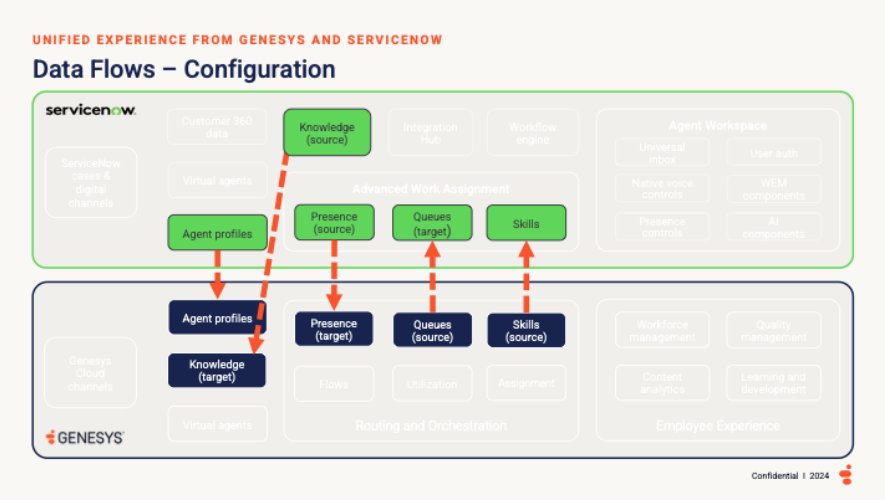 UNIFIED EXPERIENCE FROM GENESYS AND SERVICENOW
Data Flows – Configuration
servicenow.
Customer 360
data
Knowledge
(source)
Integration
Hub
Workflow
engine
Agent Workspace
Universal
inbox
User auth
ServiceNow
cases &
digital
channels
Virtual agents
Advanced Work Assignment
Native voice
controls
WEM
components
Agent profiles
Presence
(source)
Queues
(target)
Skills
Presence
controls
AI
components
Agent profiles
Presence
(target)
Queues
(source)
Skills
(source)
Workforce
management
Quality
management
Genesys
Cloud
channels
Knowledge
(target)
Flows
Utilization
Assignment
Content
analytics
Learning and
development
Virtual agents
Routing and Orchestration
Employee Experience
GENESYS
Confidential I 2024